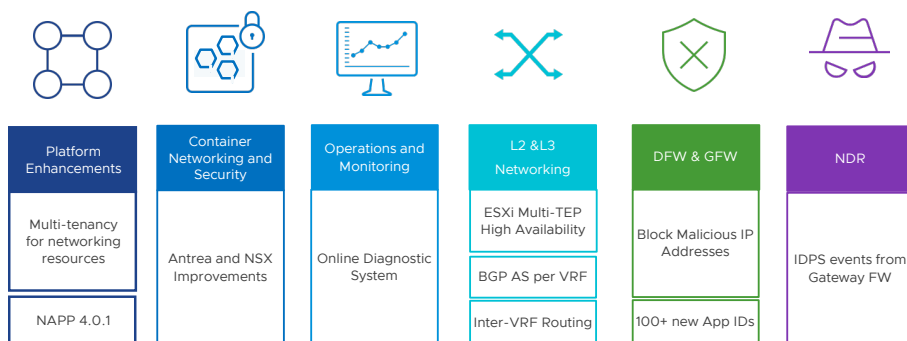 Platform
Enhancements
Multi-tenancy
for networking
resources
NAPP 4.0.1
Container
Networking and
Security
Antrea and NSX
Improvements
Operations and
Monitoring
Online Diagnostic
System
L2 &L3
Networking
ESXi Multi-TEP
High Availability
BGP AS per VRF
Inter-VRF Routing
DFW & GFW
Block Malicious IP
Addresses
100+ new App IDs
NDR
IDPS events from
Gateway FW